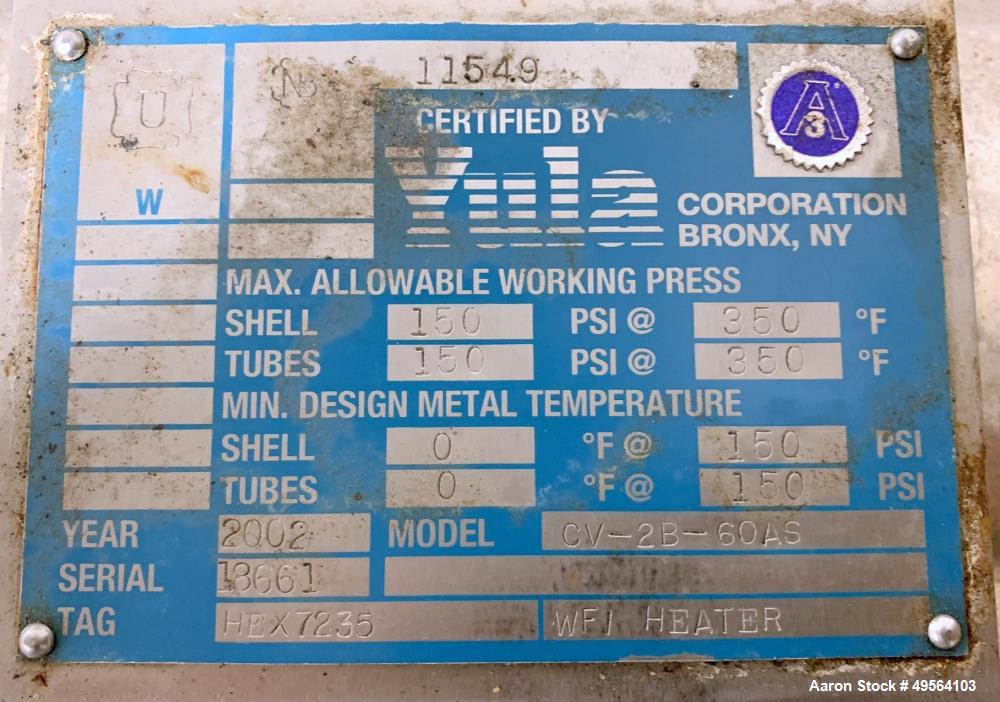 U
W
NB 11549
A
3
CERTIFIED BY
Yula
CORPORATION
BRONX, NY
MAX. ALLOWABLE WORKING PRESS
SHELL 150 PSI @ 350 °F
TUBES 150 PSI @ 350 °F
MIN. DESIGN METAL TEMPERATURE
SHELL 0 °F @ 150 PSI
TUBES 0 °F @ 150 PSI
YEAR 2002 MODEL CV-2B-60AS
SERIAL 18661
TAG HEX7235 WFI HEATER
Aaron Stock # 49564103